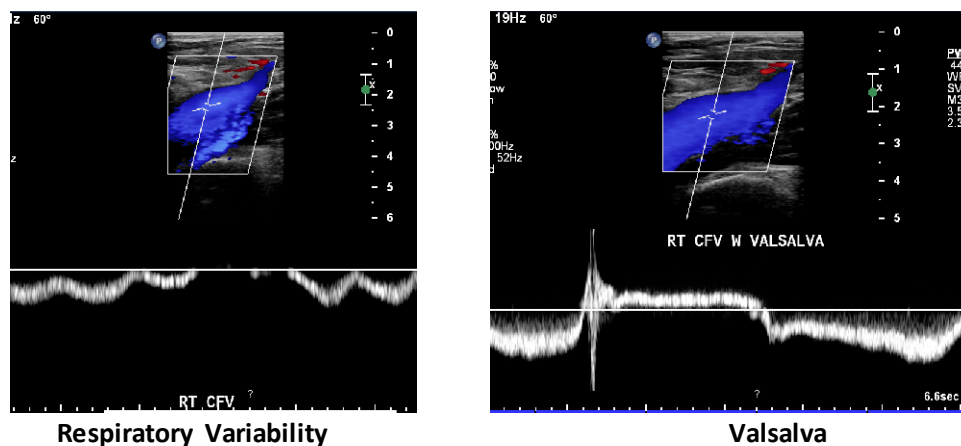 Hz 60°
P
0
1
x
2
3
4
5
6
?
RT CFV
Respiratory Variability
19Hz 60°
P
0
1
x
2
3
4
5
RT CFV W VALSALVA
?
6.6sec
Valsalva